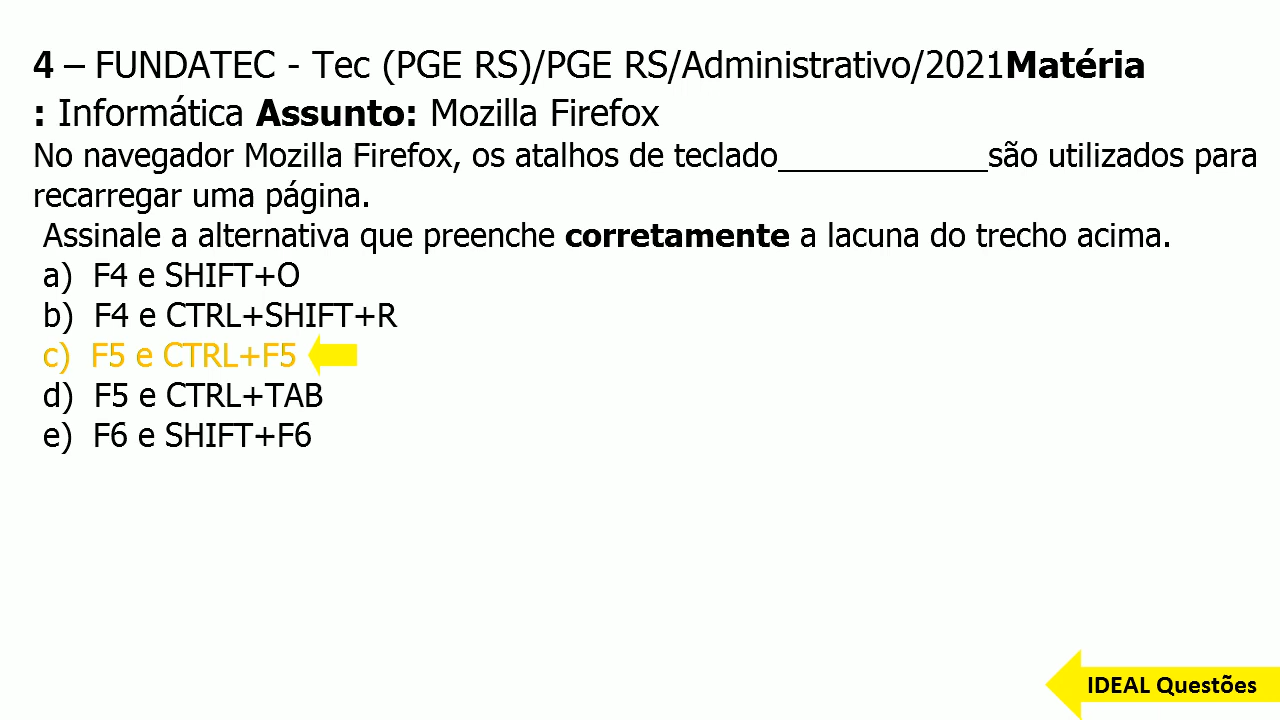 4 – FUNDATEC - Tec (PGE RS)/PGE RS/Administrativo/2021Matéria
: Informática Assunto: Mozilla Firefox
No navegador Mozilla Firefox, os atalhos de teclado____________são utilizados para
recarregar uma página.
Assinale a alternativa que preenche corretamente a lacuna do trecho acima.
a) F4 e SHIFT+O
b) F4 e CTRL+SHIFT+R
c) F5 e CTRL+F5
d) F5 e CTRL+TAB
e) F6 e SHIFT+F6
IDEAL Questões